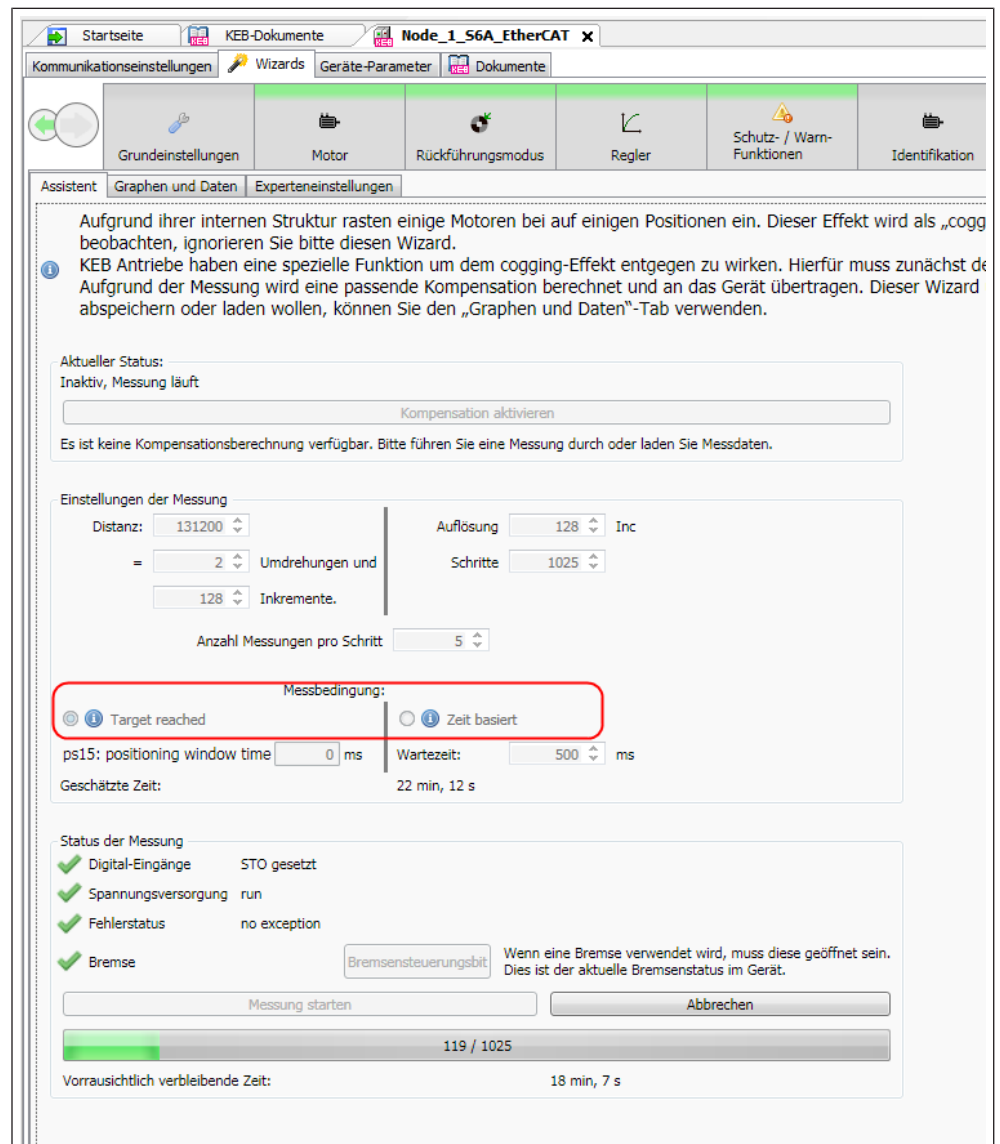 Startseite KEB-Dokumente Node_1_S6A_EtherCAT x
Kommunikationseinstellungen Wizards Geräte-Parameter KEB Dokumente
Grundeinstellungen Motor Rückführungsmodus Regler Schutz- / Warn-
Funktionen Identifikation
Assistent Graphen und Daten Experteneinstellungen
Aufgrund ihrer internen Struktur rasten einige Motoren bei auf einigen Positionen ein. Dieser Effekt wird als „cogg
beobachten, ignorieren Sie bitte diesen Wizard.
KEB Antriebe haben eine spezielle Funktion um dem cogging-Effekt entgegen zu wirken. Hierfür muss zunächst de
Aufgrund der Messung wird eine passende Kompensation berechnet und an das Gerät übertragen. Dieser Wizard
abspeichern oder laden wollen, können Sie den „Graphen und Daten“-Tab verwenden.
Aktueller Status:
Inaktiv, Messung läuft
Kompensation aktivieren
Es ist keine Kompensationsberechnung verfügbar. Bitte führen Sie eine Messung durch oder laden Sie Messdaten.
Einstellungen der Messung
Distanz: 131200 Auflösung 128 Inc
= 2 Umdrehungen und Schritte 1025
128 Inkremente.
Anzahl Messungen pro Schritt 5
Messbedingung:
Target reached Zeit basiert
ps15: positioning window time 0 ms Wartezeit: 500 ms
Geschätzte Zeit: 22 min, 12 s
Status der Messung
Digital-Eingänge STO gesetzt
Spannungsversorgung run
Fehlerstatus no exception
Bremse Bremsensteuerungsbit Wenn eine Bremse verwendet wird, muss diese geöffnet sein.
Dies ist der aktuelle Bremsenstatus im Gerät.
Messung starten Abbrechen
119 / 1025
Vorrausichtlich verbleibende Zeit: 18 min, 7 s